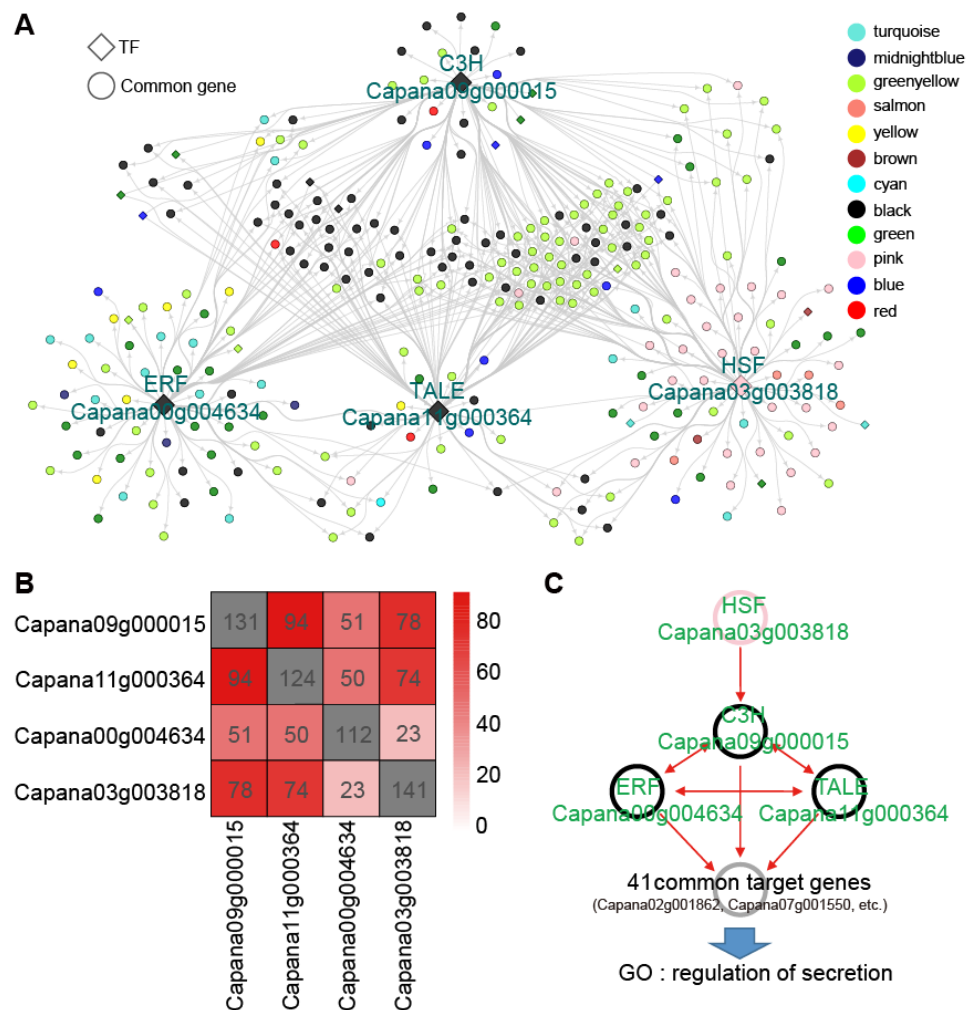 A
TF
Common gene
C3H
Capana09g000015
ERF
Capana00g004634
TALE
Capana11g000364
HSF
Capana03g003818
turquoise
midnightblue
greenyellow
salmon
yellow
brown
cyan
black
green
pink
blue
red
B
Capana09g000015 131 94 51 78
Capana11g000364 94 124 50 74
Capana00g004634 51 50 112 23
Capana03g003818 78 74 23 141
Capana09g000015
Capana11g000364
Capana00g004634
Capana03g003818
80
60
40
20
0
C
HSF
Capana03g003818
C3H
Capana09g000015
ERF
Capana00g004634
TALE
Capana11g000364
41common target genes
(Capana02g001862, Capana07g001550, etc.)
GO : regulation of secretion